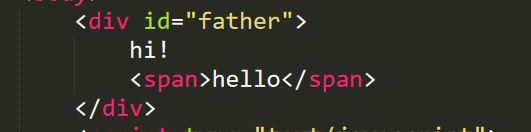 <div id="father">
hi!
<span>hello</span>
</div>